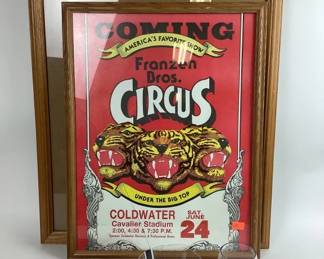 COMING
AMERICA'S FAVORITE SHOW
Franzen
Bros.
CIRCUS
UNDER THE BIG TOP
COLDWATER
Cavalier Stadium
2:00, 4:00 & 7:30 P.M.
SAT.
JUNE
24